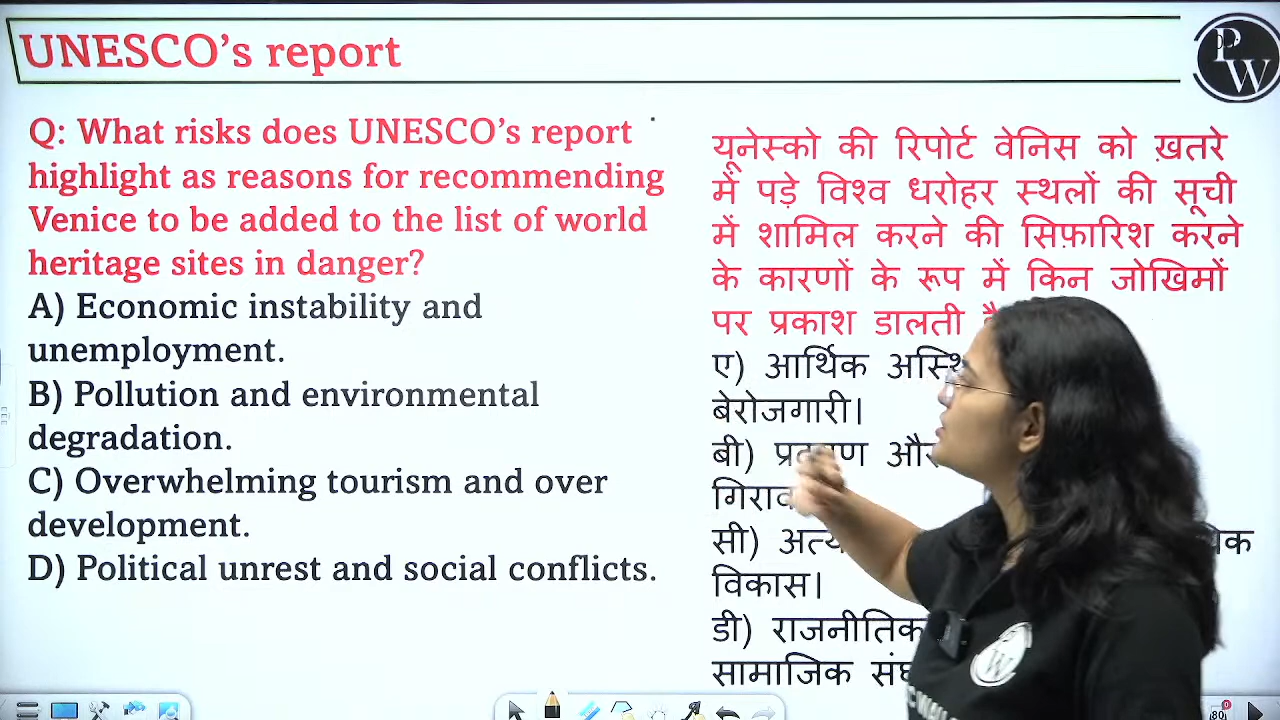 UNESCO’s report
PW
Q: What risks does UNESCO’s report
highlight as reasons for recommending
Venice to be added to the list of world
heritage sites in danger?
A) Economic instability and
unemployment.
B) Pollution and environmental
degradation.
C) Overwhelming tourism and over
development.
D) Political unrest and social conflicts.
यूनेस्को की रिपोर्ट वेनिस को ख़तरे
में पड़े विश्व धरोहर स्थलों की सूची
में शामिल करने की सिफ़ारिश करने
के कारणों के रूप में किन जोखिमों
पर प्रकाश डालती
ए) आर्थिक
बेरोजगारी।
बी)
सी)
विकास।
डी) राजनीतिक
सामाजिक